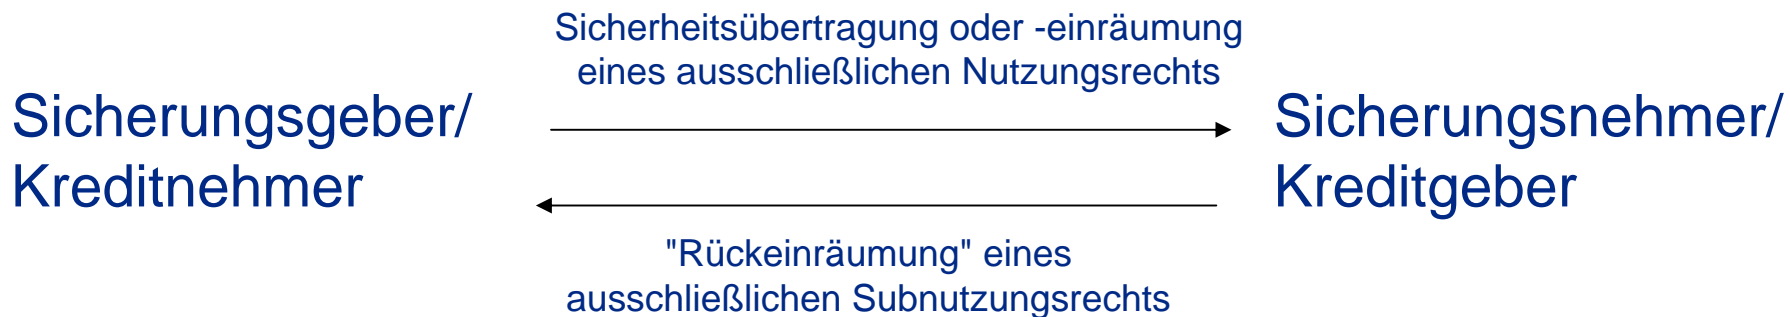 Sicherheitsübertragung oder -einräumung
eines ausschließlichen Nutzungsrechts
Sicherungsgeber/
Kreditnehmer
Sicherungsnehmer/
Kreditgeber
"Rückeinräumung" eines
ausschließlichen Subnutzungsrechts